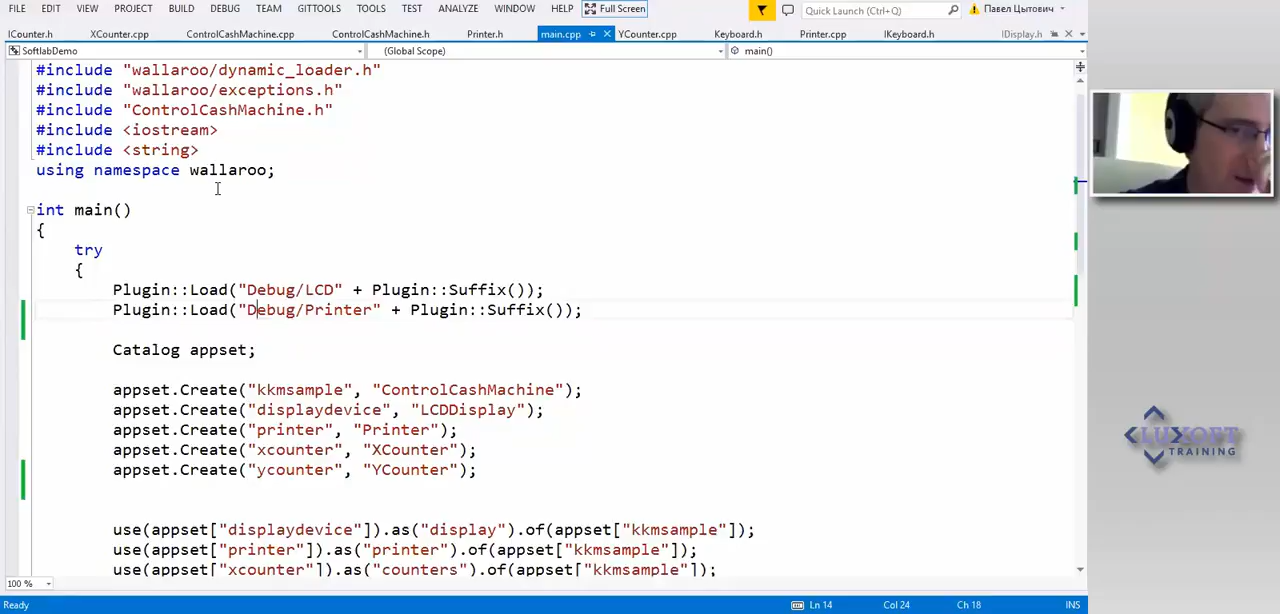 FILE EDIT VIEW PROJECT BUILD DEBUG TEAM GITTOOLS TOOLS TEST ANALYZE WINDOW HELP Full Screen Quick Launch (Ctrl+Q) Павел Цытович
ICounter.h XCounter.cpp ControlCashMachine.cpp ControlCashMachine.h Printer.h main.cpp YCounter.cpp Keyboard.h Printer.cpp IKeyboard.h IDisplay.h
SoftlabDemo (Global Scope) main()
#include "wallaroo/dynamic_loader.h"
#include "wallaroo/exceptions.h"
#include "ControlCashMachine.h"
#include <iostream>
#include <string>
using namespace wallaroo;
int main()
{
try
{
Plugin::Load("Debug/LCD" + Plugin::Suffix());
Plugin::Load("Debug/Printer" + Plugin::Suffix());
Catalog appset;
appset.Create("kkmsample", "ControlCashMachine");
appset.Create("displaydevice", "LCDDisplay");
appset.Create("printer", "Printer");
appset.Create("xcounter", "XCounter");
appset.Create("ycounter", "YCounter");
use(appset["displaydevice"]).as("display").of(appset["kkmsample"]);
use(appset["printer"]).as("printer").of(appset["kkmsample"]);
use(appset["xcounter"]).as("counters").of(appset["kkmsample"]);
100 %
Ready Ln 14 Col 24 Ch 18 INS
LUXOFT
TRAINING